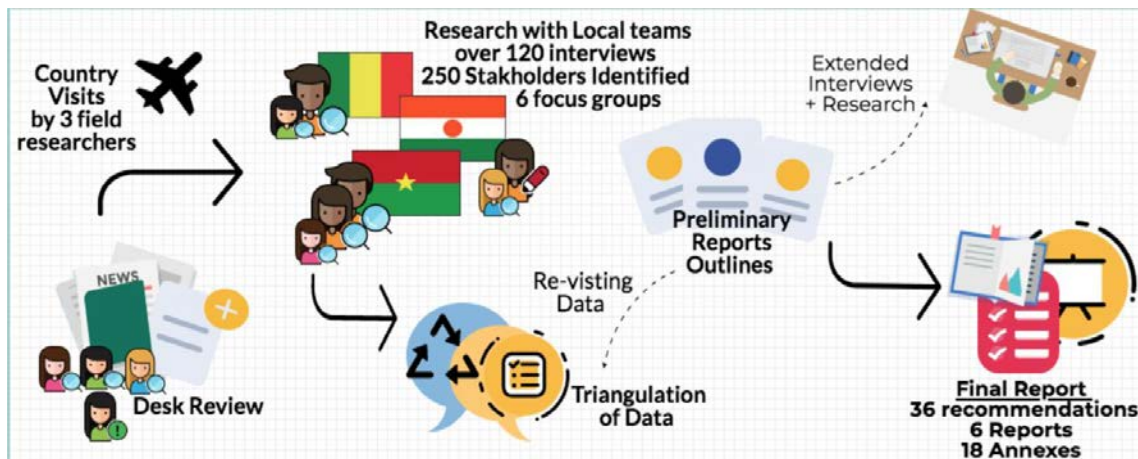 Country
Visits
by 3 field
researchers
Research with Local teams
over 120 interviews
250 Stakholders Identified
6 focus groups
Extended
Interviews
+ Research
NEWS
Desk Review
Preliminary
Reports
Outlines
Re-visting
Data
Triangulation
of Data
Final Report
36 recommendations
6 Reports
18 Annexes